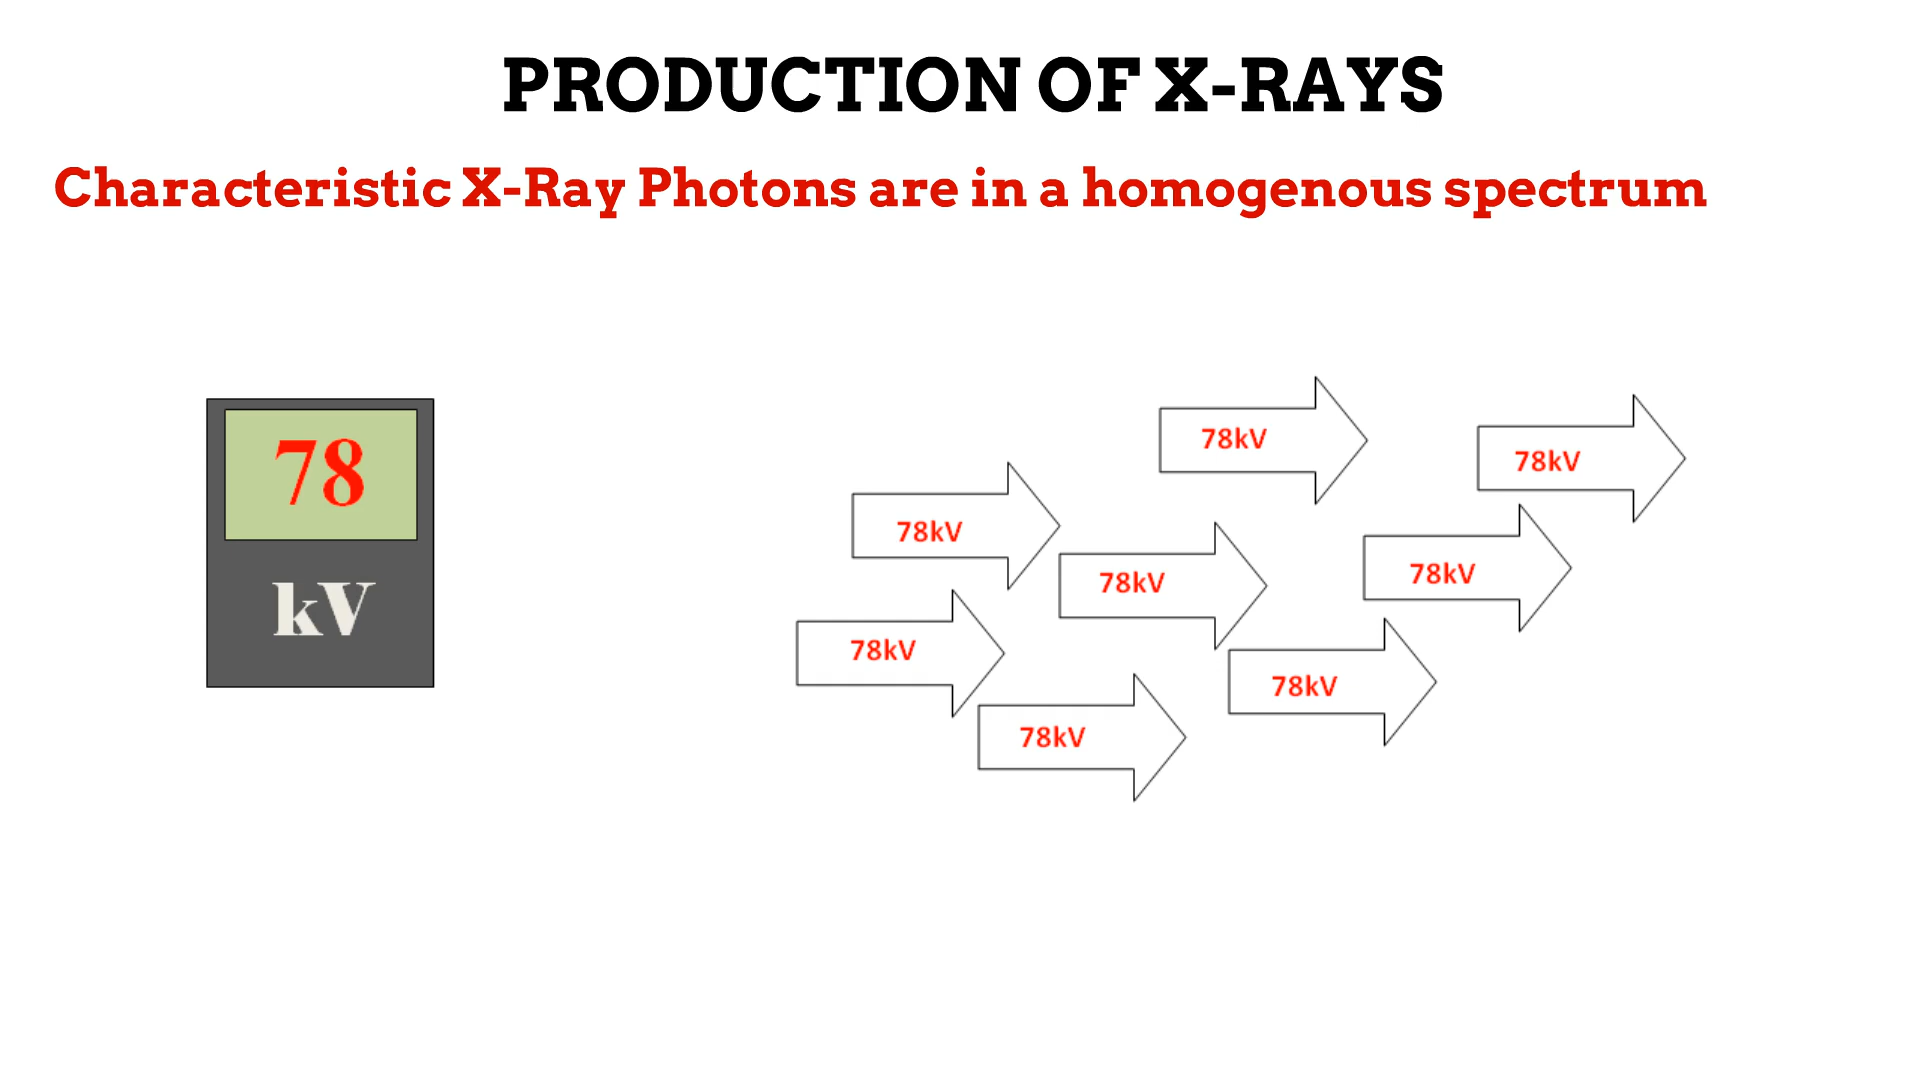 PRODUCTION OF X-RAYS
Characteristic X-Ray Photons are in a homogenous spectrum
78
kV
78kV
78kV
78kV
78kV
78kV
78kV
78kV
78kV